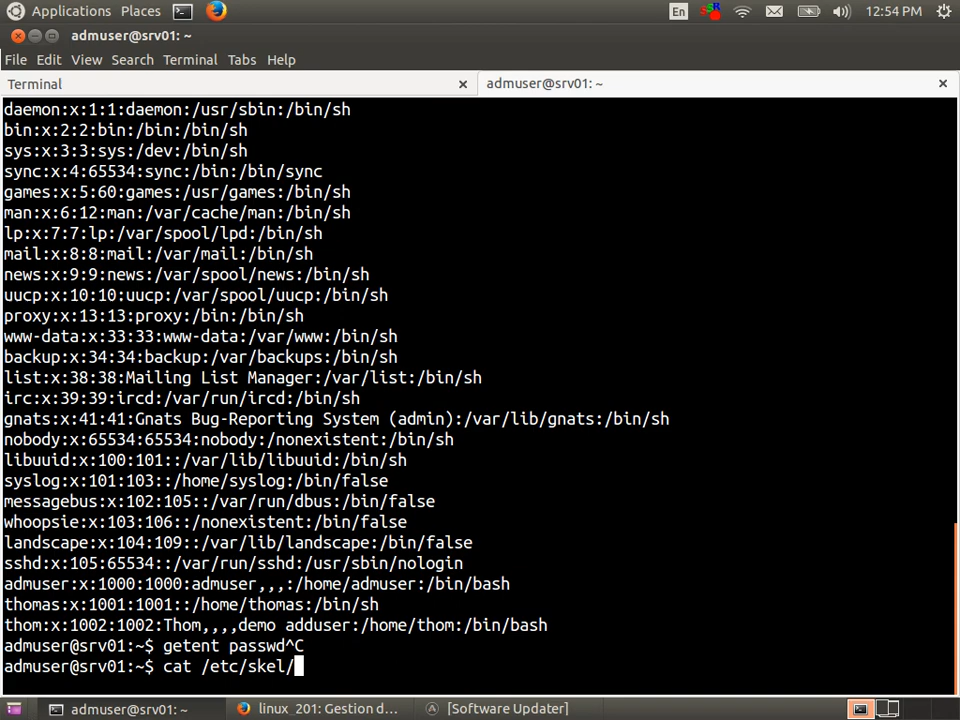 Applications Places En 12:54 PM
admuser@srv01: ~
File Edit View Search Terminal Tabs Help
Terminal × admuser@srv01: ~ ×
daemon:x:1:1:daemon:/usr/sbin:/bin/sh
bin:x:2:2:bin:/bin:/bin/sh
sys:x:3:3:sys:/dev:/bin/sh
sync:x:4:65534:sync:/bin:/bin/sync
games:x:5:60:games:/usr/games:/bin/sh
man:x:6:12:man:/var/cache/man:/bin/sh
lp:x:7:7:lp:/var/spool/lpd:/bin/sh
mail:x:8:8:mail:/var/mail:/bin/sh
news:x:9:9:news:/var/spool/news:/bin/sh
uucp:x:10:10:uucp:/var/spool/uucp:/bin/sh
proxy:x:13:13:proxy:/bin:/bin/sh
www-data:x:33:33:www-data:/var/www:/bin/sh
backup:x:34:34:backup:/var/backups:/bin/sh
list:x:38:38:Mailing List Manager:/var/list:/bin/sh
irc:x:39:39:ircd:/var/run/ircd:/bin/sh
gnats:x:41:41:Gnats Bug-Reporting System (admin):/var/lib/gnats:/bin/sh
nobody:x:65534:65534:nobody:/nonexistent:/bin/sh
libuuid:x:100:101::/var/lib/libuuid:/bin/sh
syslog:x:101:103::/home/syslog:/bin/false
messagebus:x:102:105::/var/run/dbus:/bin/false
whoopsie:x:103:106::/nonexistent:/bin/false
landscape:x:104:109::/var/lib/landscape:/bin/false
sshd:x:105:65534::/var/run/sshd:/usr/sbin/nologin
admuser:x:1000:1000:admuser,,,:/home/admuser:/bin/bash
thomas:x:1001:1001::/home/thomas:/bin/sh
thom:x:1002:1002:Thom,,,,demo adduser:/home/thom:/bin/bash
admuser@srv01:~$ getent passwd^C
admuser@srv01:~$ cat /etc/skel/
admuser@srv01: ~ linux_201: Gestion d... [Software Updater]